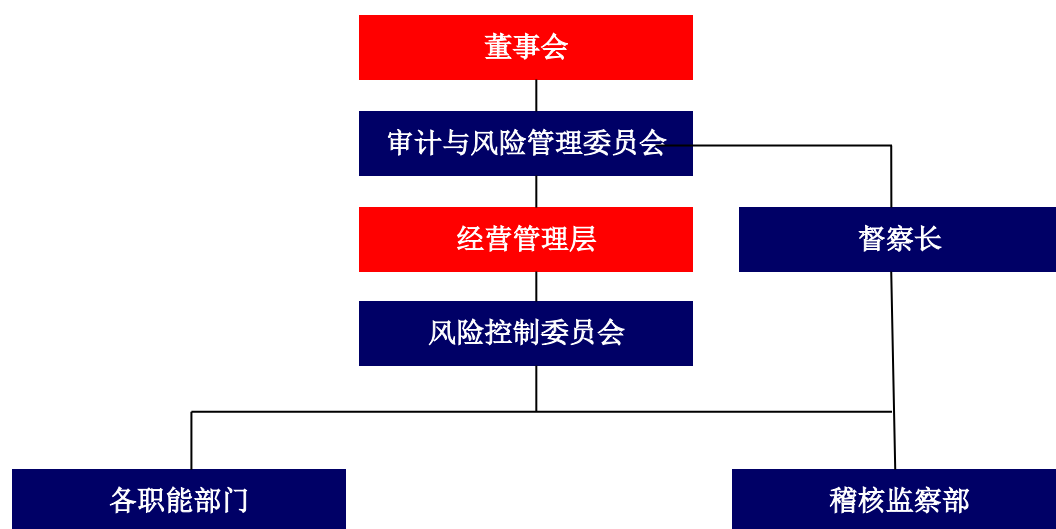 董事会
审计与风险管理委员会
经营管理层
督察长
风险控制委员会
各职能部门
稽核监察部